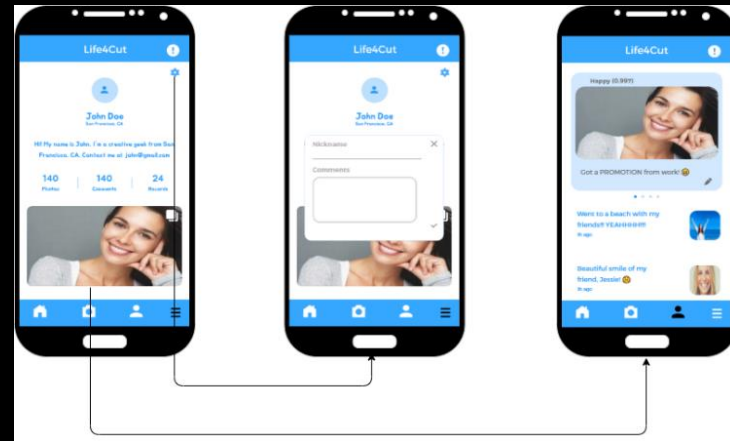 Life4Cut
John Doe
San Francisco, CA
Hi! My name is John. I'm a creative geek from San
Francisco, CA. Contact me at john@gmail.com
140
140
24
Photos
Comments
Records
Life4Cut
John Doe
San Francisco, CA
Nickname
Comments
Life4Cut
Happy (0.997)
Got a PROMOTION from work!
Went to a beach with my
friends!! YEAHHHH!!!
1h ago
Beautiful smile of my
friend, Jessie!
1h ago